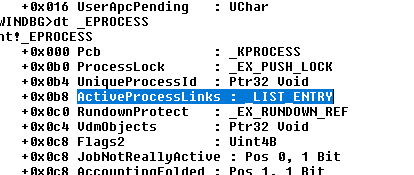 +0x016 UserApcPending : UChar
WINDBG>dt _EPROCESS
nt!_EPROCESS
+0x000 Pcb : _KPROCESS
+0x0b0 ProcessLock : _EX_PUSH_LOCK
+0x0b4 UniqueProcessId : Ptr32 Void
+0x0b8 ActiveProcessLinks : _LIST_ENTRY
+0x0c0 RundownProtect : _EX_RUNDOWN_REF
+0x0c4 VdmObjects : Ptr32 Void
+0x0c8 Flags2 : Uint4B
+0x0c8 JobNotReallyActive : Pos 0, 1 Bit
+0x0c8 AccountingFolded : Pos 1, 1 Bit